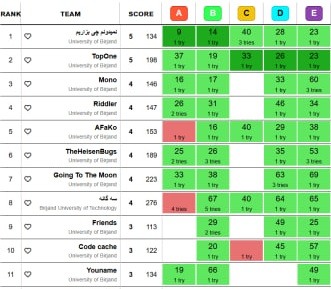 RANK TEAM SCORE A B C D E
1 نمیدونم چی بزاریم 5 134 9 14 40 28 23
University of Birjand 1 try 1 try 3 tries 1 try 1 try
2 TopOne 5 198 37 19 33 26 23
University of Birjand 1 try 1 try 1 try 1 try 1 try
3 Mono 4 146 16 17 33 60
University of Birjand 1 try 1 try 1 try 3 tries
4 Riddler 4 147 26 31 46 34
University of Birjand 2 tries 1 try 1 try 1 try
5 AFaKo 4 153 16 40 29 38
University of Birjand 1 try 1 try 1 try
6 TheHeisenBugs 4 189 25 26 53 35
University of Birjand 2 tries 3 tries 3 tries 1 try
7 Going To The Moon 4 223 33 38 63 69
University of Birjand 1 try 1 try 3 tries 1 try
8 سه کله 4 276 67 40 64 65
Birjand University of Technology 4 tries 5 tries 1 try 1 try 1 try
9 Friends 3 113 29 49 25
University of Birjand 2 tries 1 try 1 try
10 Code cache 3 122 20 45 57
University of Birjand 1 try 1 try 1 try 1 try
11 Youname 3 134 19 66 49
University of Birjand 1 try 1 try 1 try